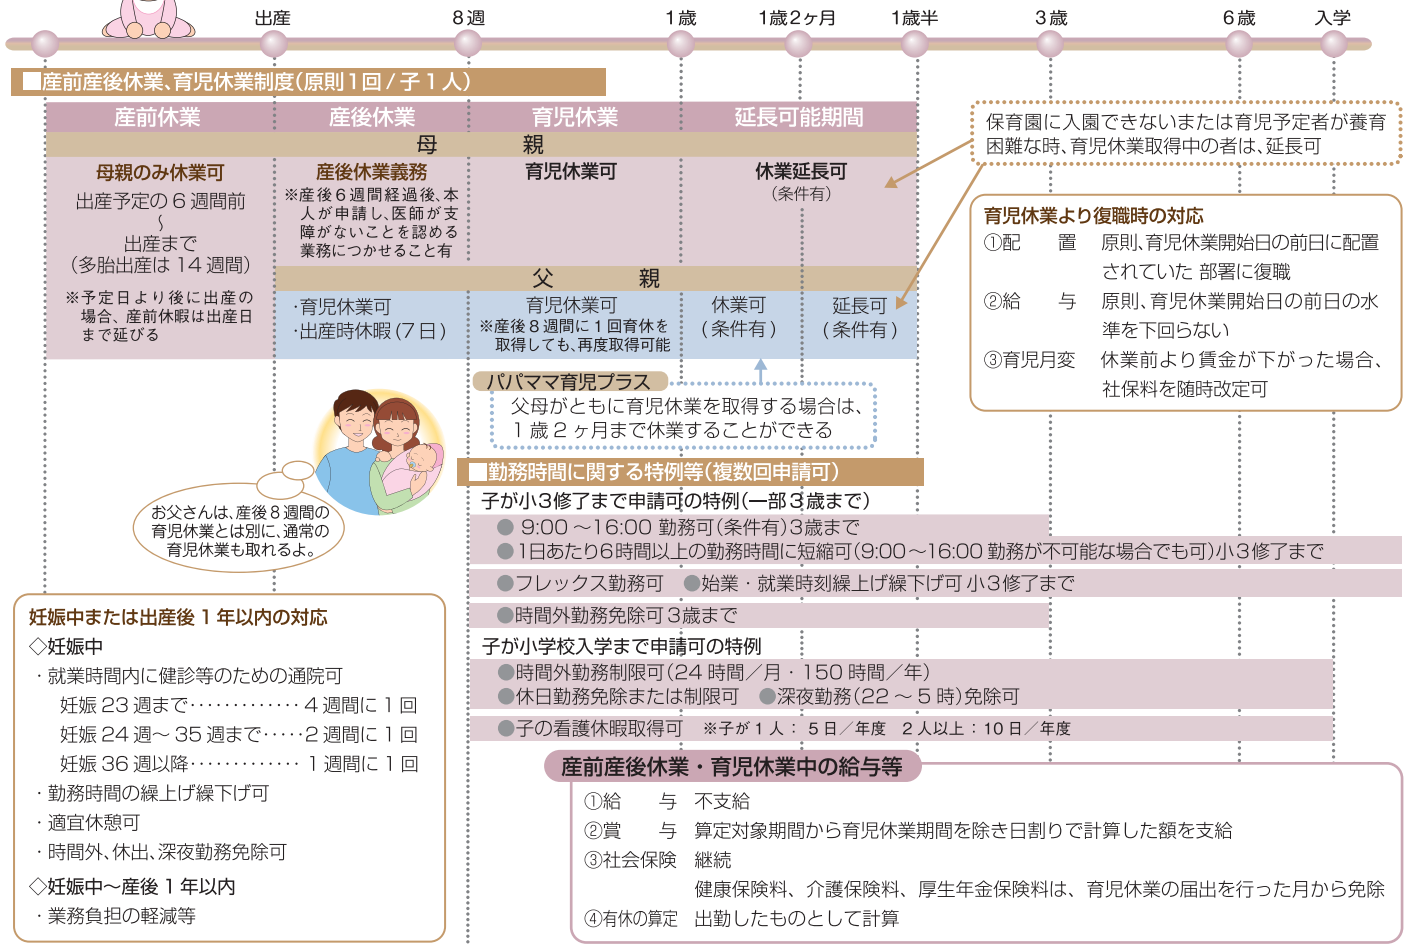 出産　8週　1歳　1歳2ヶ月　1歳半　3歳　6歳　入学
■産前産後休業、育児休業制度(原則1回/子1人)
産前休業　産後休業　育児休業　延長可能期間
母　親
母親のみ休業可
出産予定の6週間前
～
出産まで
(多胎出産は14週間)
※予定日より後に出産の
場合、産前休暇は出産日
まで延びる
産後休業義務
※産後6週間経過後、本
人が申請し、医師が支
障がないことを認める
業務につかせること有
育児休業可
休業延長可
(条件有)
父　親
・育児休業可
・出産時休暇(7日)
育児休業可
※産後8週間に1回育休を
取得しても、再度取得可能
休業可
(条件有)
延長可
(条件有)
保育園に入園できないまたは育児予定者が養育
困難な時、育児休業取得中の者は、延長可
育児休業より復職時の対応
①配　置　原則、育児休業開始日の前日に配置
されていた 部署に復職
②給　与　原則、育児休業開始日の前日の水
準を下回らない
③育児月変　休業前より賃金が下がった場合、
社保料を随時改定可
パパママ育児プラス
父母がともに育児休業を取得する場合は、
1歳2ヶ月まで休業することができる
お父さんは、産後8週間の
育児休業とは別に、通常の
育児休業も取れるよ。
■勤務時間に関する特例等(複数回申請可)
子が小3修了まで申請可の特例(一部3歳まで)
●9:00～16:00 勤務可(条件有)3歳まで
●1日あたり6時間以上の勤務時間に短縮可(9:00～16:00 勤務が不可能な場合でも可)小3修了まで
●フレックス勤務可　●始業・就業時刻繰上げ繰下げ可 小3修了まで
●時間外勤務免除可3歳まで
子が小学校入学まで申請可の特例
●時間外勤務制限可(24時間／月・150時間／年)
●休日勤務免除または制限可　●深夜勤務(22～5時)免除可
●子の看護休暇取得可　※子が1人：5日／年度　2人以上：10日／年度
妊娠中または出産後1年以内の対応
◇妊娠中
・就業時間内に健診等のための通院可
妊娠23週まで･････････････4週間に1回
妊娠24週～35週まで･････2週間に1回
妊娠36週以降･････････････1週間に1回
・勤務時間の繰上げ繰下げ可
・適宜休憩可
・時間外、休出、深夜勤務免除可
◇妊娠中～産後1年以内
・業務負担の軽減等
産前産後休業・育児休業中の給与等
①給　与　不支給
②賞　与　算定対象期間から育児休業期間を除き日割りで計算した額を支給
③社会保険　継続
健康保険料、介護保険料、厚生年金保険料は、育児休業の届出を行った月から免除
④有休の算定　出勤したものとして計算